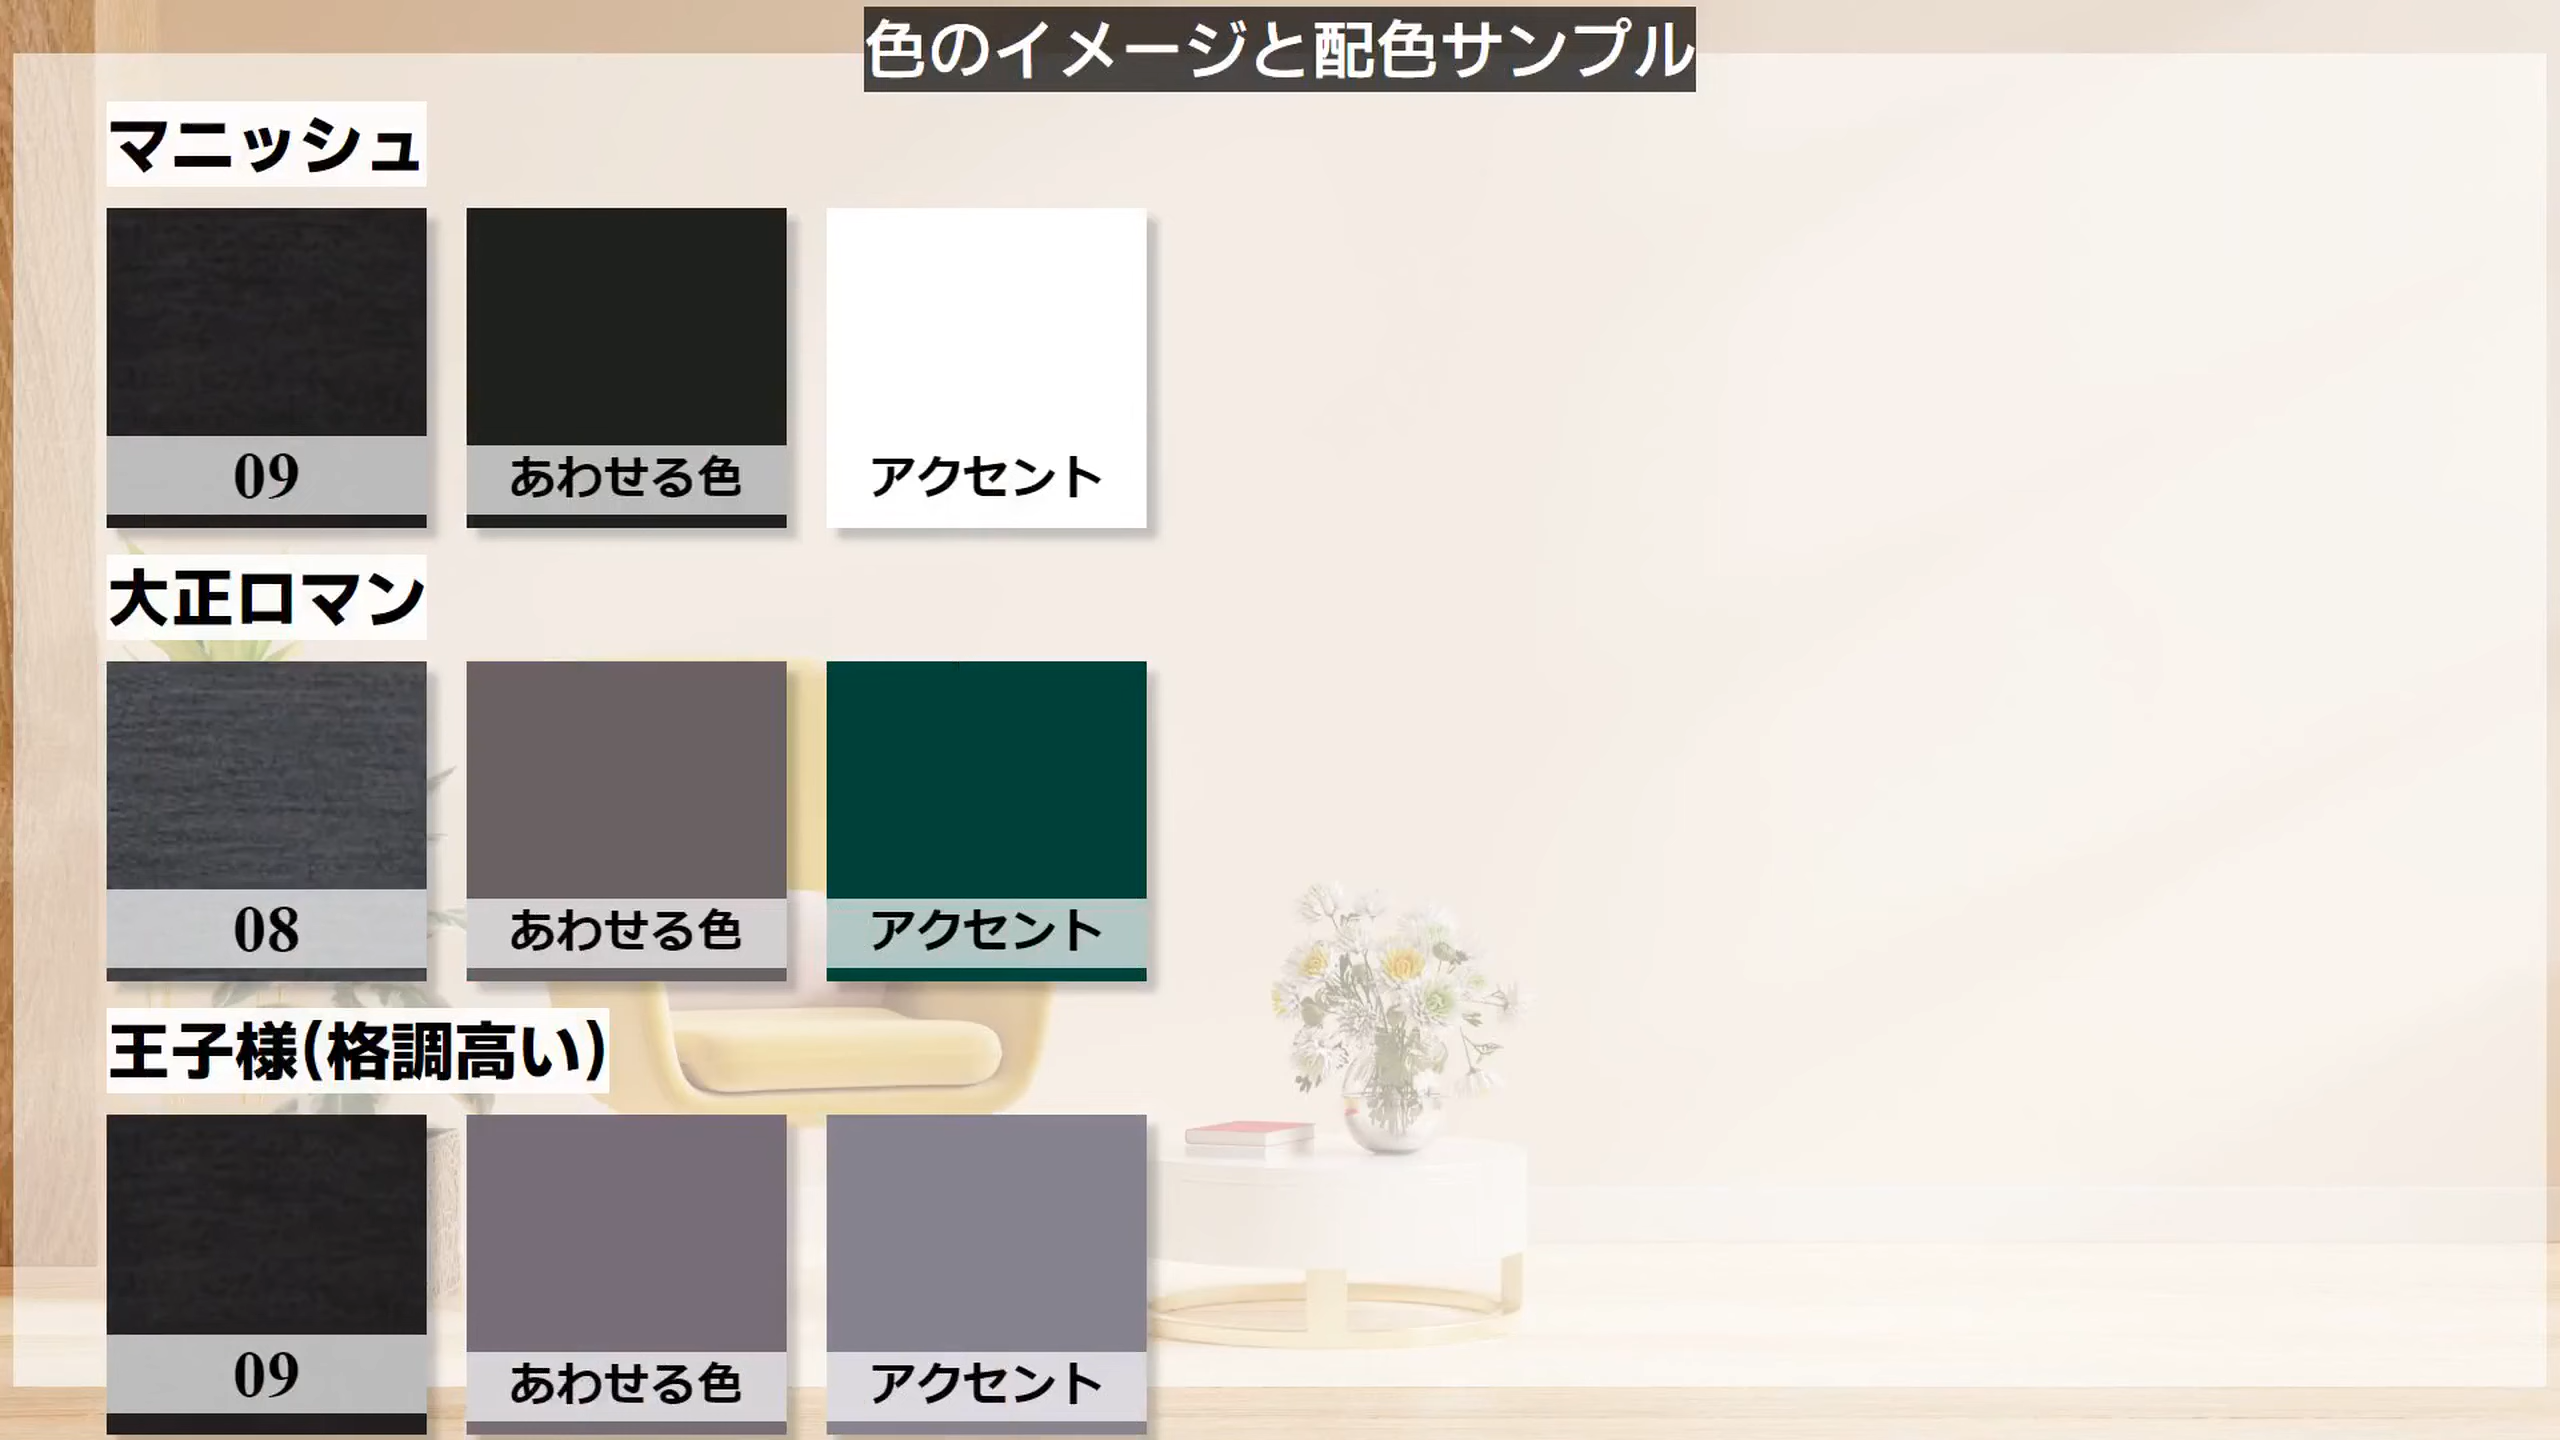 色のイメージと配色サンプル
マニッシュ
09 あわせる色 アクセント
大正ロマン
08 あわせる色 アクセント
王子様(格調高い)
09 あわせる色 アクセント